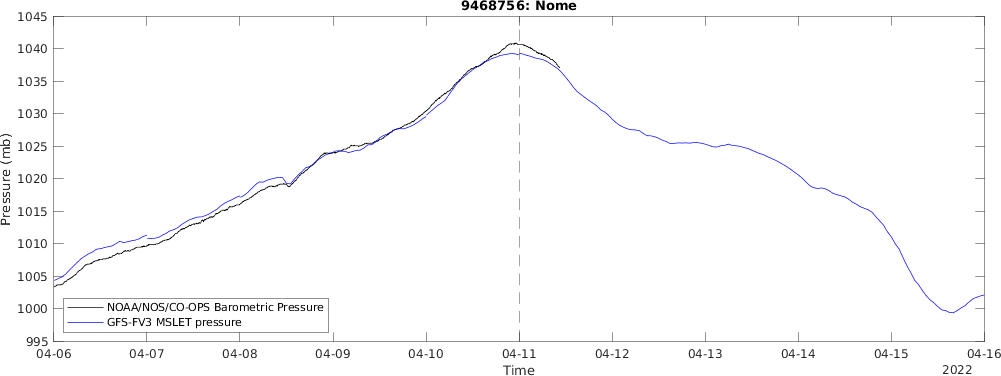 9468756: Nome
1045
1040
1035
1030
1025
1020
1015
1010
1005
1000
995
Pressure (mb)
NOAA/NOS/CO-OPS Barometric Pressure
GFS-FV3 MSLET pressure
04-06 04-07 04-08 04-09 04-10 04-11 04-12 04-13 04-14 04-15 04-16
Time
2022